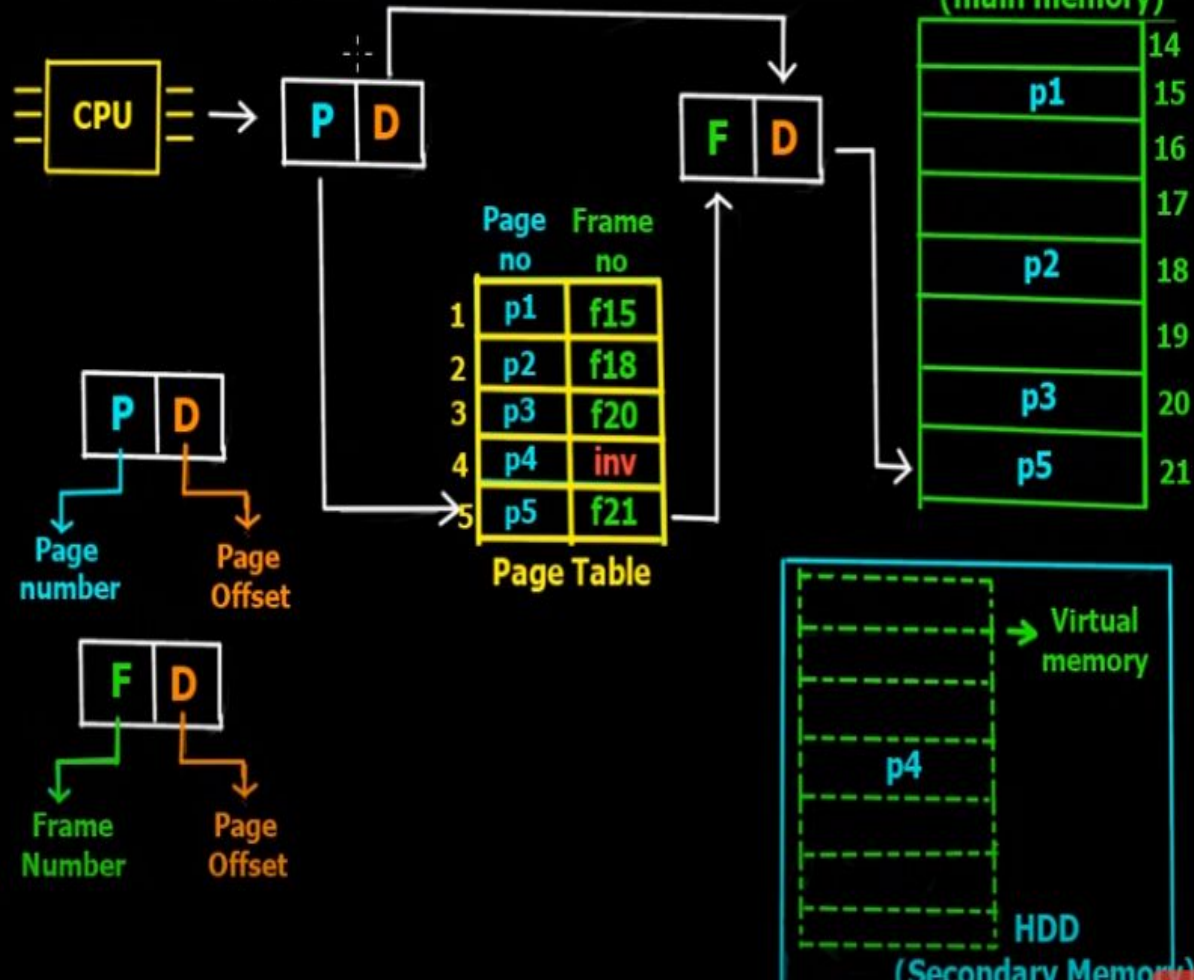 (main memory)
CPU
P D
F D
14
p1 15
16
17
p2 18
19
p3 20
p5 21
Page no
Frame no
1 p1 f15
2 p2 f18
3 p3 f20
4 p4 inv
5 p5 f21
Page Table
P D
Page number
Page Offset
F D
Frame Number
Page Offset
Virtual memory
p4
HDD
(Secondary Memory)